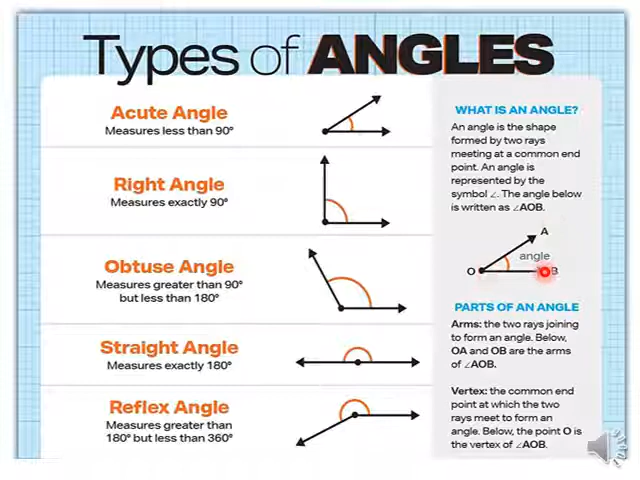 Types of ANGLES
Acute Angle
Measures less than 90°
Right Angle
Measures exactly 90°
Obtuse Angle
Measures greater than 90°
but less than 180°
Straight Angle
Measures exactly 180°
Reflex Angle
Measures greater than
180° but less than 360°
WHAT IS AN ANGLE?
An angle is the shape
formed by two rays
meeting at a common end
point. An angle is
represented by the
symbol ∠. The angle below
is written as ∠AOB.
A
angle
O
B
PARTS OF AN ANGLE
Arms: the two rays joining
to form an angle. Below,
OA and OB are the arms
of ∠AOB.
Vertex: the common end
point at which the two
rays meet to form an
angle. Below, the point O is
the vertex of ∠AOB.